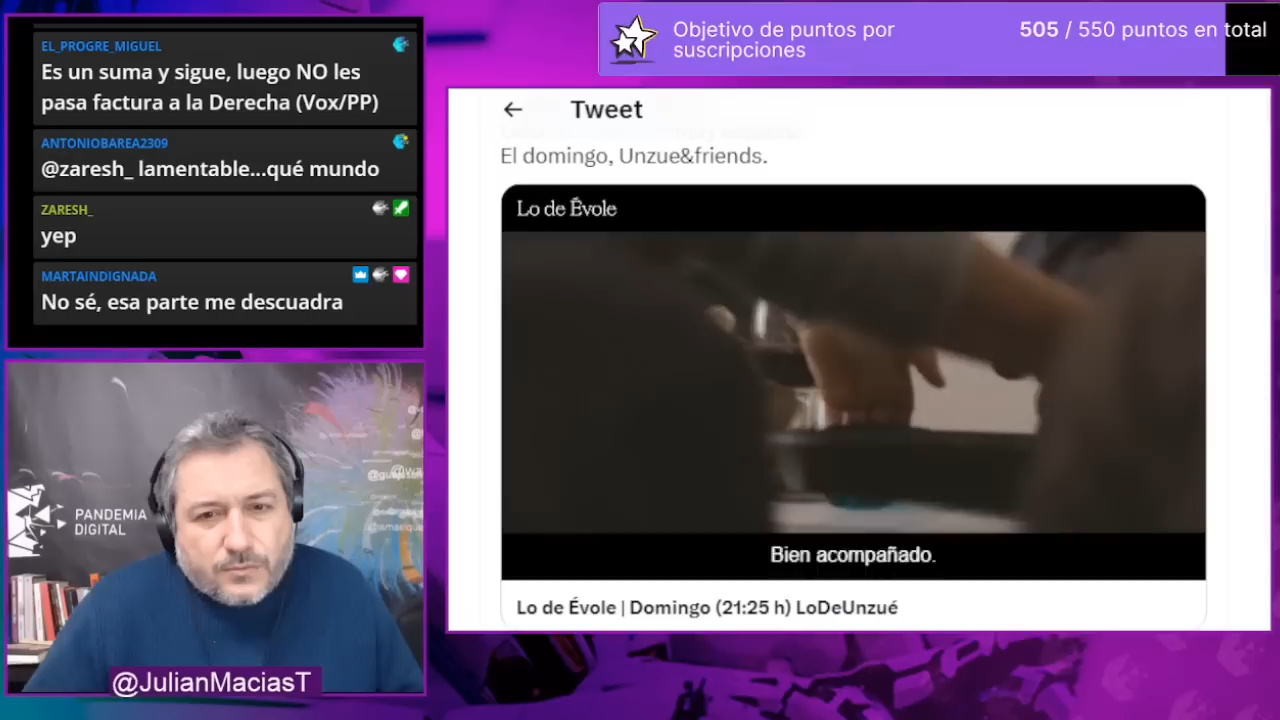 EL_PROGRE_MIGUEL
Es un suma y sigue, luego NO les
pasa factura a la Derecha (Vox/PP)
ANTONIOBAREA2309
@zaresh_ lamentable...qué mundo
ZARESH_
yep
MARTAINDIGNADA
No sé, esa parte me descuadra
Objetivo de puntos por
suscripciones
505 / 550 puntos en total
Tweet
El domingo, Unzue&friends.
Lo de Évole
Bien acompañado.
Lo de Évole | Domingo (21:25 h) LoDeUnzué
PANDEMIA
DIGITAL
@JulianMaciasT